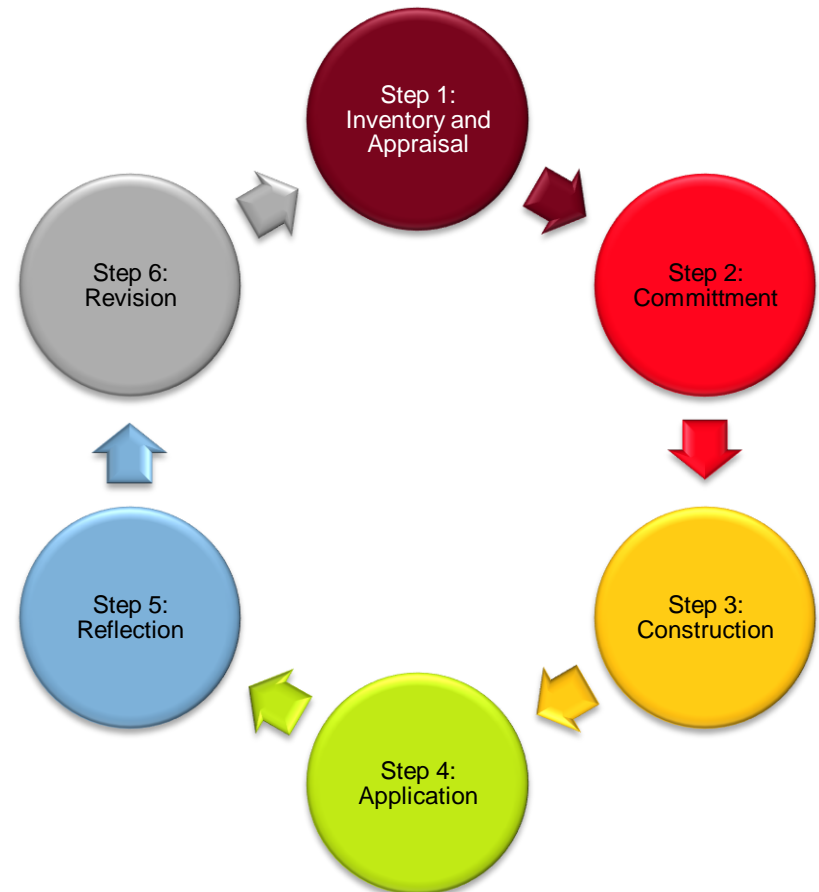 Step 1:
Inventory and
Appraisal
Step 2:
Committment
Step 3:
Construction
Step 4:
Application
Step 5:
Reflection
Step 6:
Revision